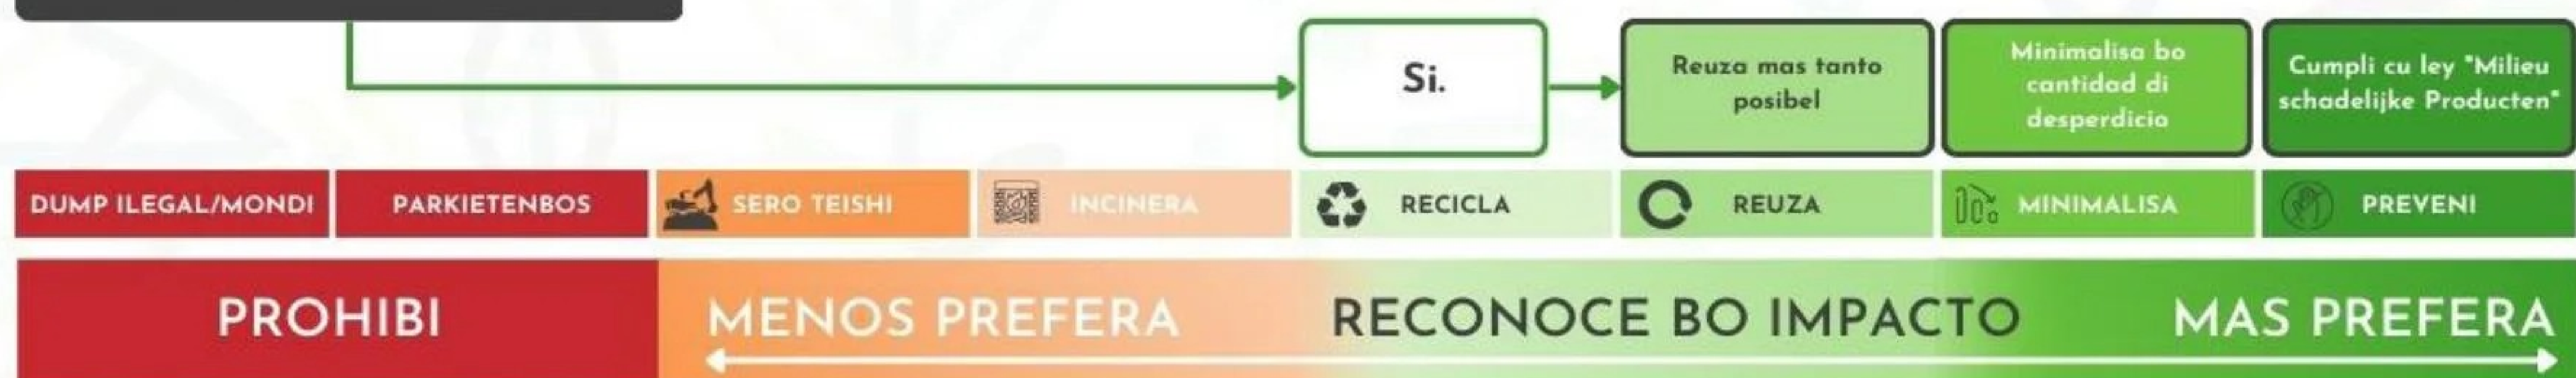 Si.
Reuza mas tanto
posibel
Minimalisa bo
cantidad di
desperdicio
Cumpli cu ley "Milieu
schadelijke Producten"
DUMP ILEGAL/MONDI
PARKIETENBOS
SERO TEISHI
INCINERA
RECICLA
REUZA
MINIMALISA
PREVENI
PROHIBI
MENOS PREFERA
RECONOCE BO IMPACTO
MAS PREFERA